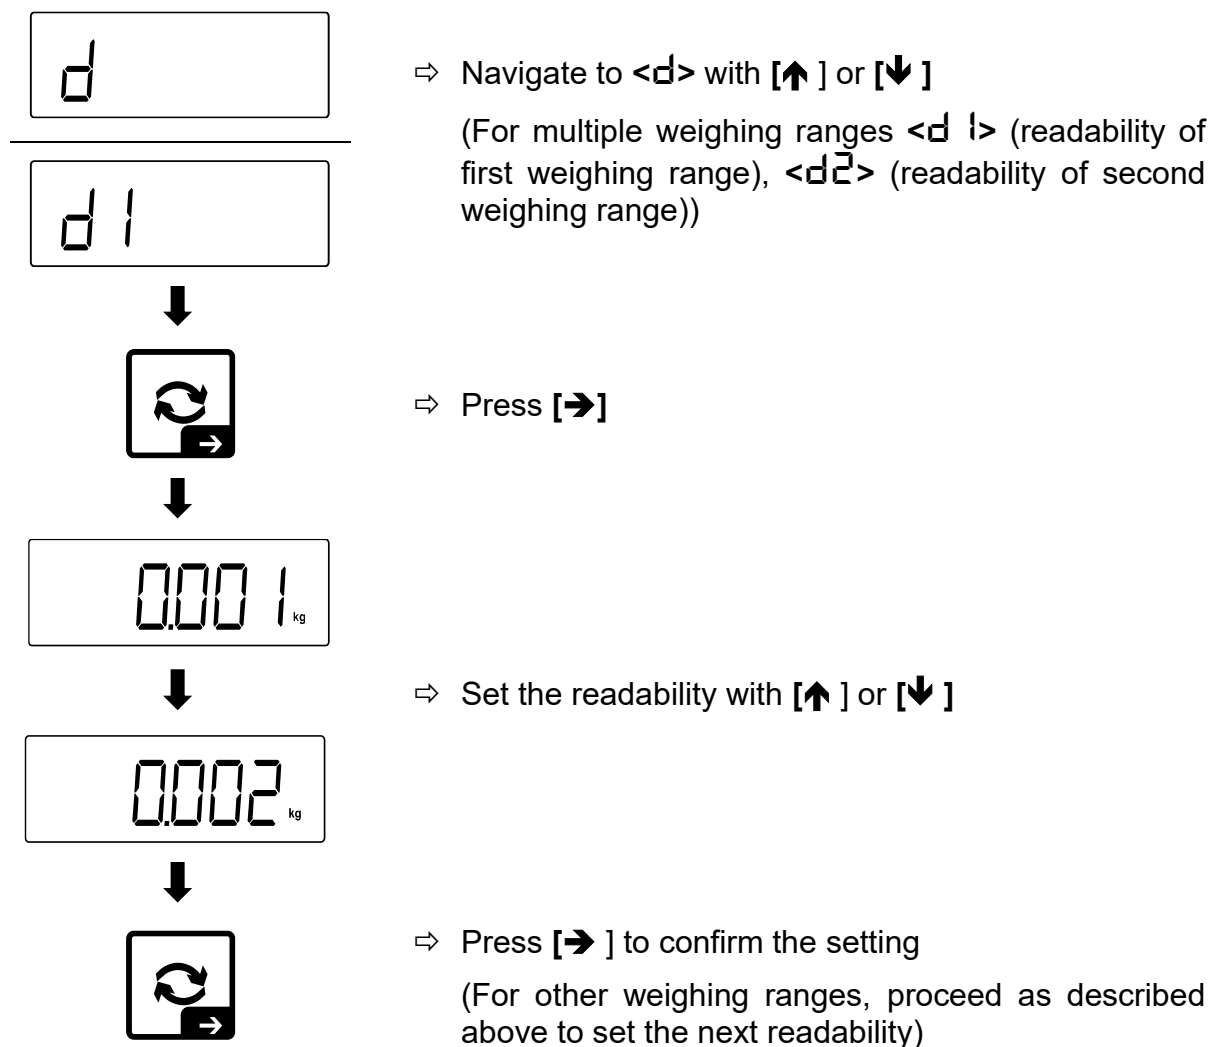 d
⇨ Navigate to <d> with [🡹 ] or [🡻 ]
(For multiple weighing ranges <d 1> (readability of
first weighing range), <d2> (readability of second
weighing range))
d 1
⇨ Press [➔]
0.001 kg
⇨ Set the readability with [🡹 ] or [🡻 ]
0.002 kg
⇨ Press [➔ ] to confirm the setting
(For other weighing ranges, proceed as described
above to set the next readability)